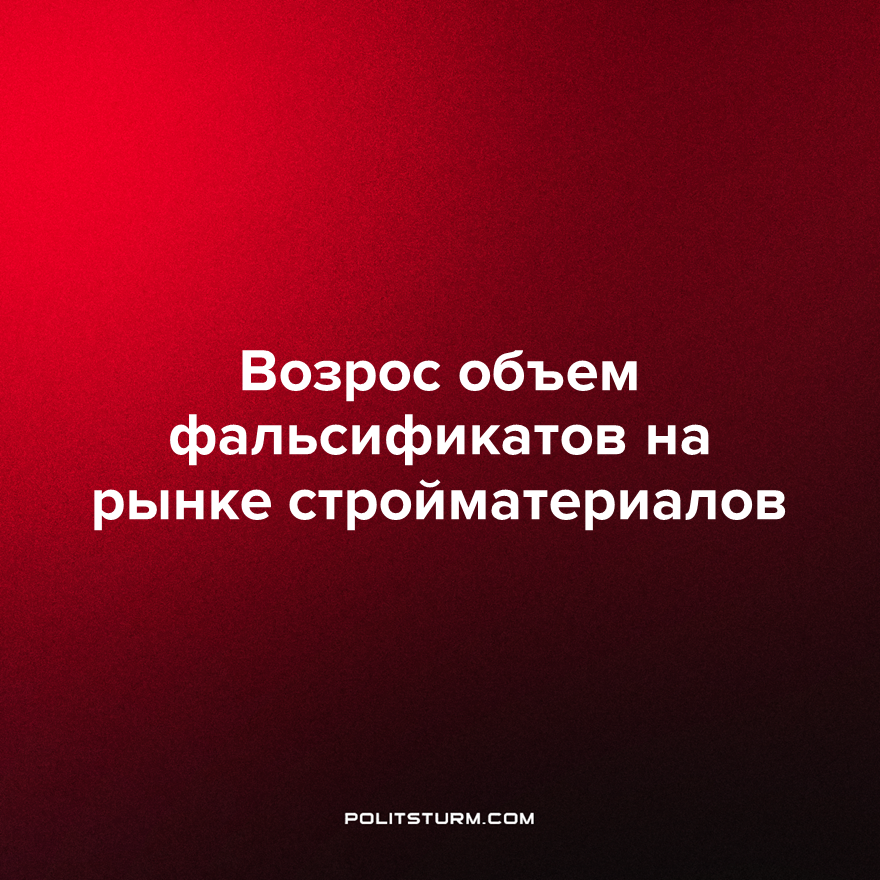 Возрос объем
фальсификатов на
рынке стройматериалов
POLITSTURM.COM